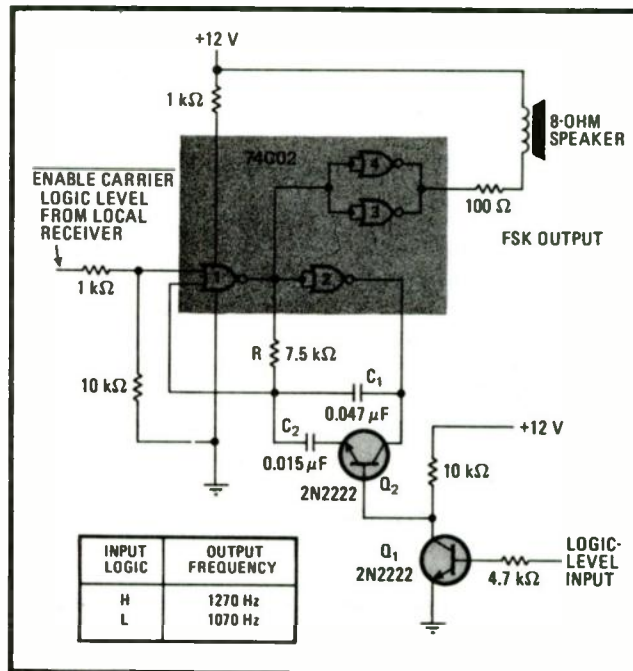 +12 V
1 kΩ
8-OHM
SPEAKER
74C02
4
3
100 Ω
ENABLE CARRIER
LOGIC LEVEL
FROM LOCAL
RECEIVER
FSK OUTPUT
1
2
1 kΩ
R
7.5 kΩ
10 kΩ
C1
0.047 μF
C2
0.015 μF
+12 V
Q2
2N2222
10 kΩ
Q1
2N2222
LOGIC-
LEVEL
INPUT
4.7 kΩ
INPUT LOGIC
OUTPUT FREQUENCY
H 1270 Hz
L 1070 Hz